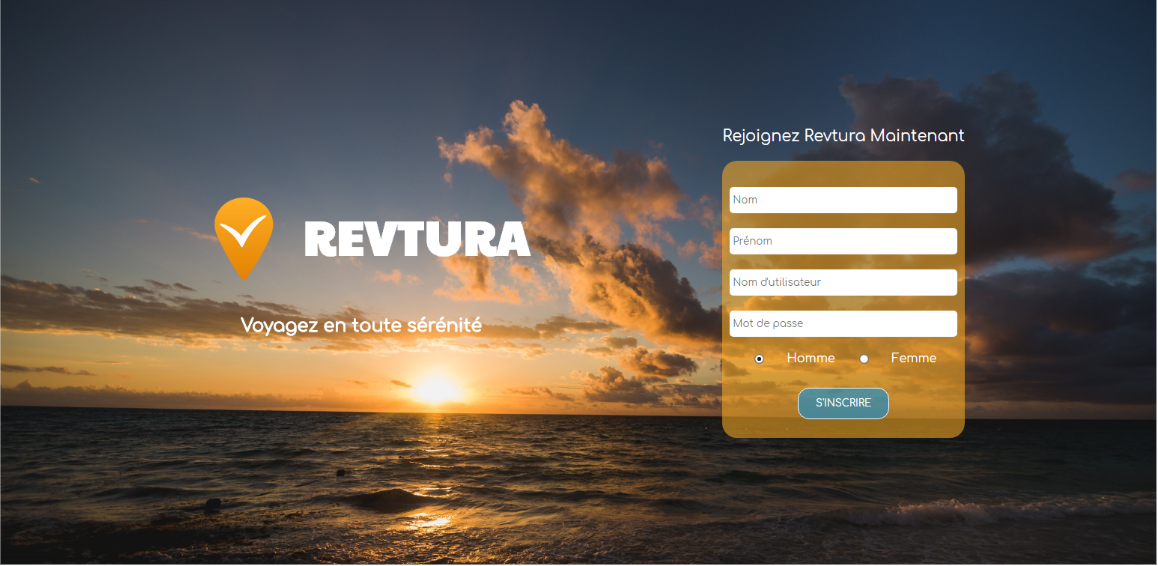 REVTURA
Voyagez en toute sérénité
Rejoignez Revtura Maintenant
Nom
Prénom
Nom d'utilisateur
Mot de passe
Homme Femme
S'INSCRIRE